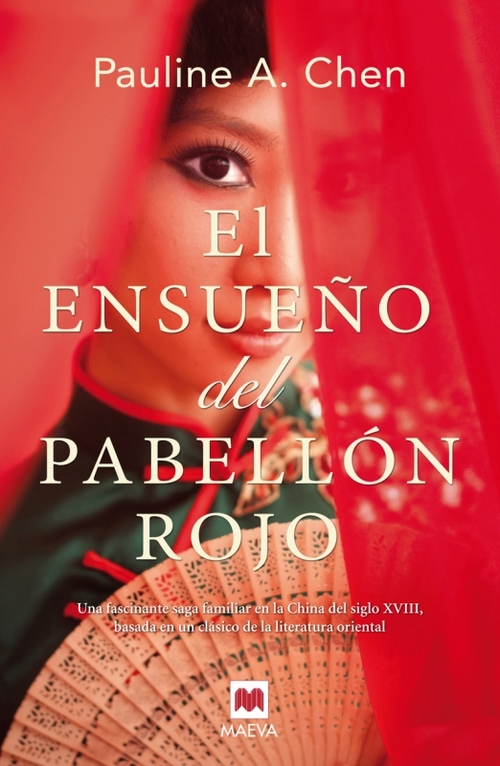 Pauline A. Chen
El
ENSUEÑO
del
PABELLÓN
ROJO
Una fascinante saga familiar en la China del siglo XVIII,
basada en un clásico de la literatura oriental
MAEVA